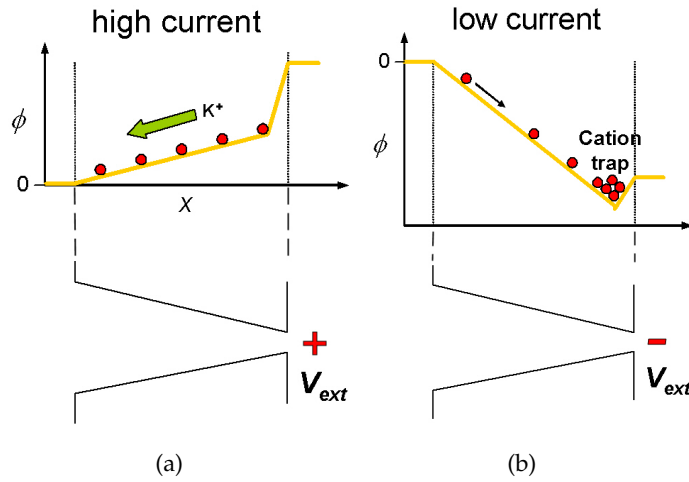 high current
low current
ϕ
K⁺
0
x
0
ϕ
Cation
trap
+
V_ext
−
V_ext
(a)
(b)